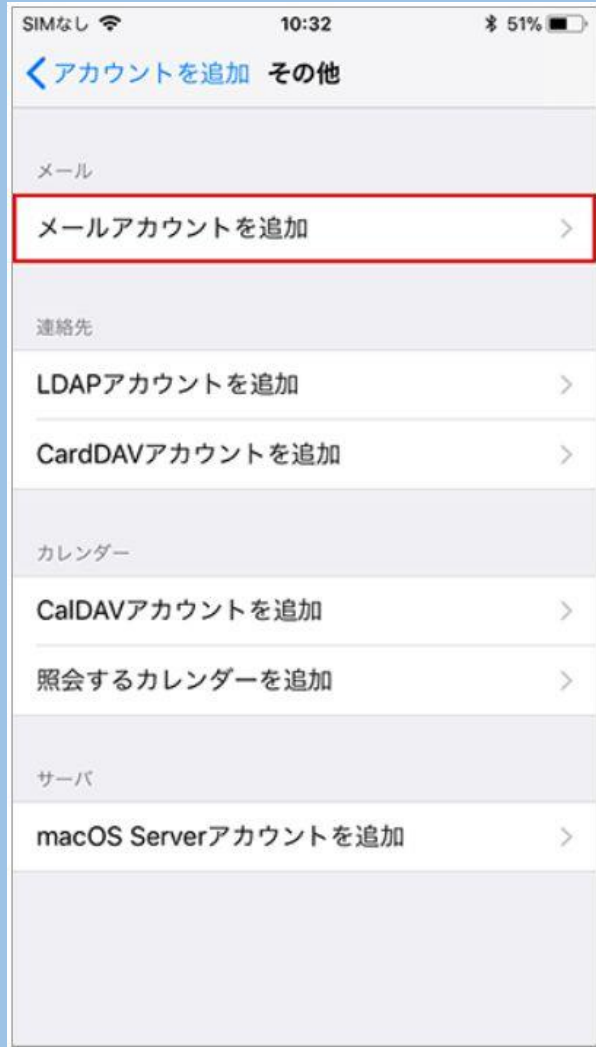 SIMなし 10:32 51%
アカウントを追加 その他
メール
メールアカウントを追加
連絡先
LDAPアカウントを追加
CardDAVアカウントを追加
カレンダー
CalDAVアカウントを追加
照会するカレンダーを追加
サーバ
macOS Serverアカウントを追加